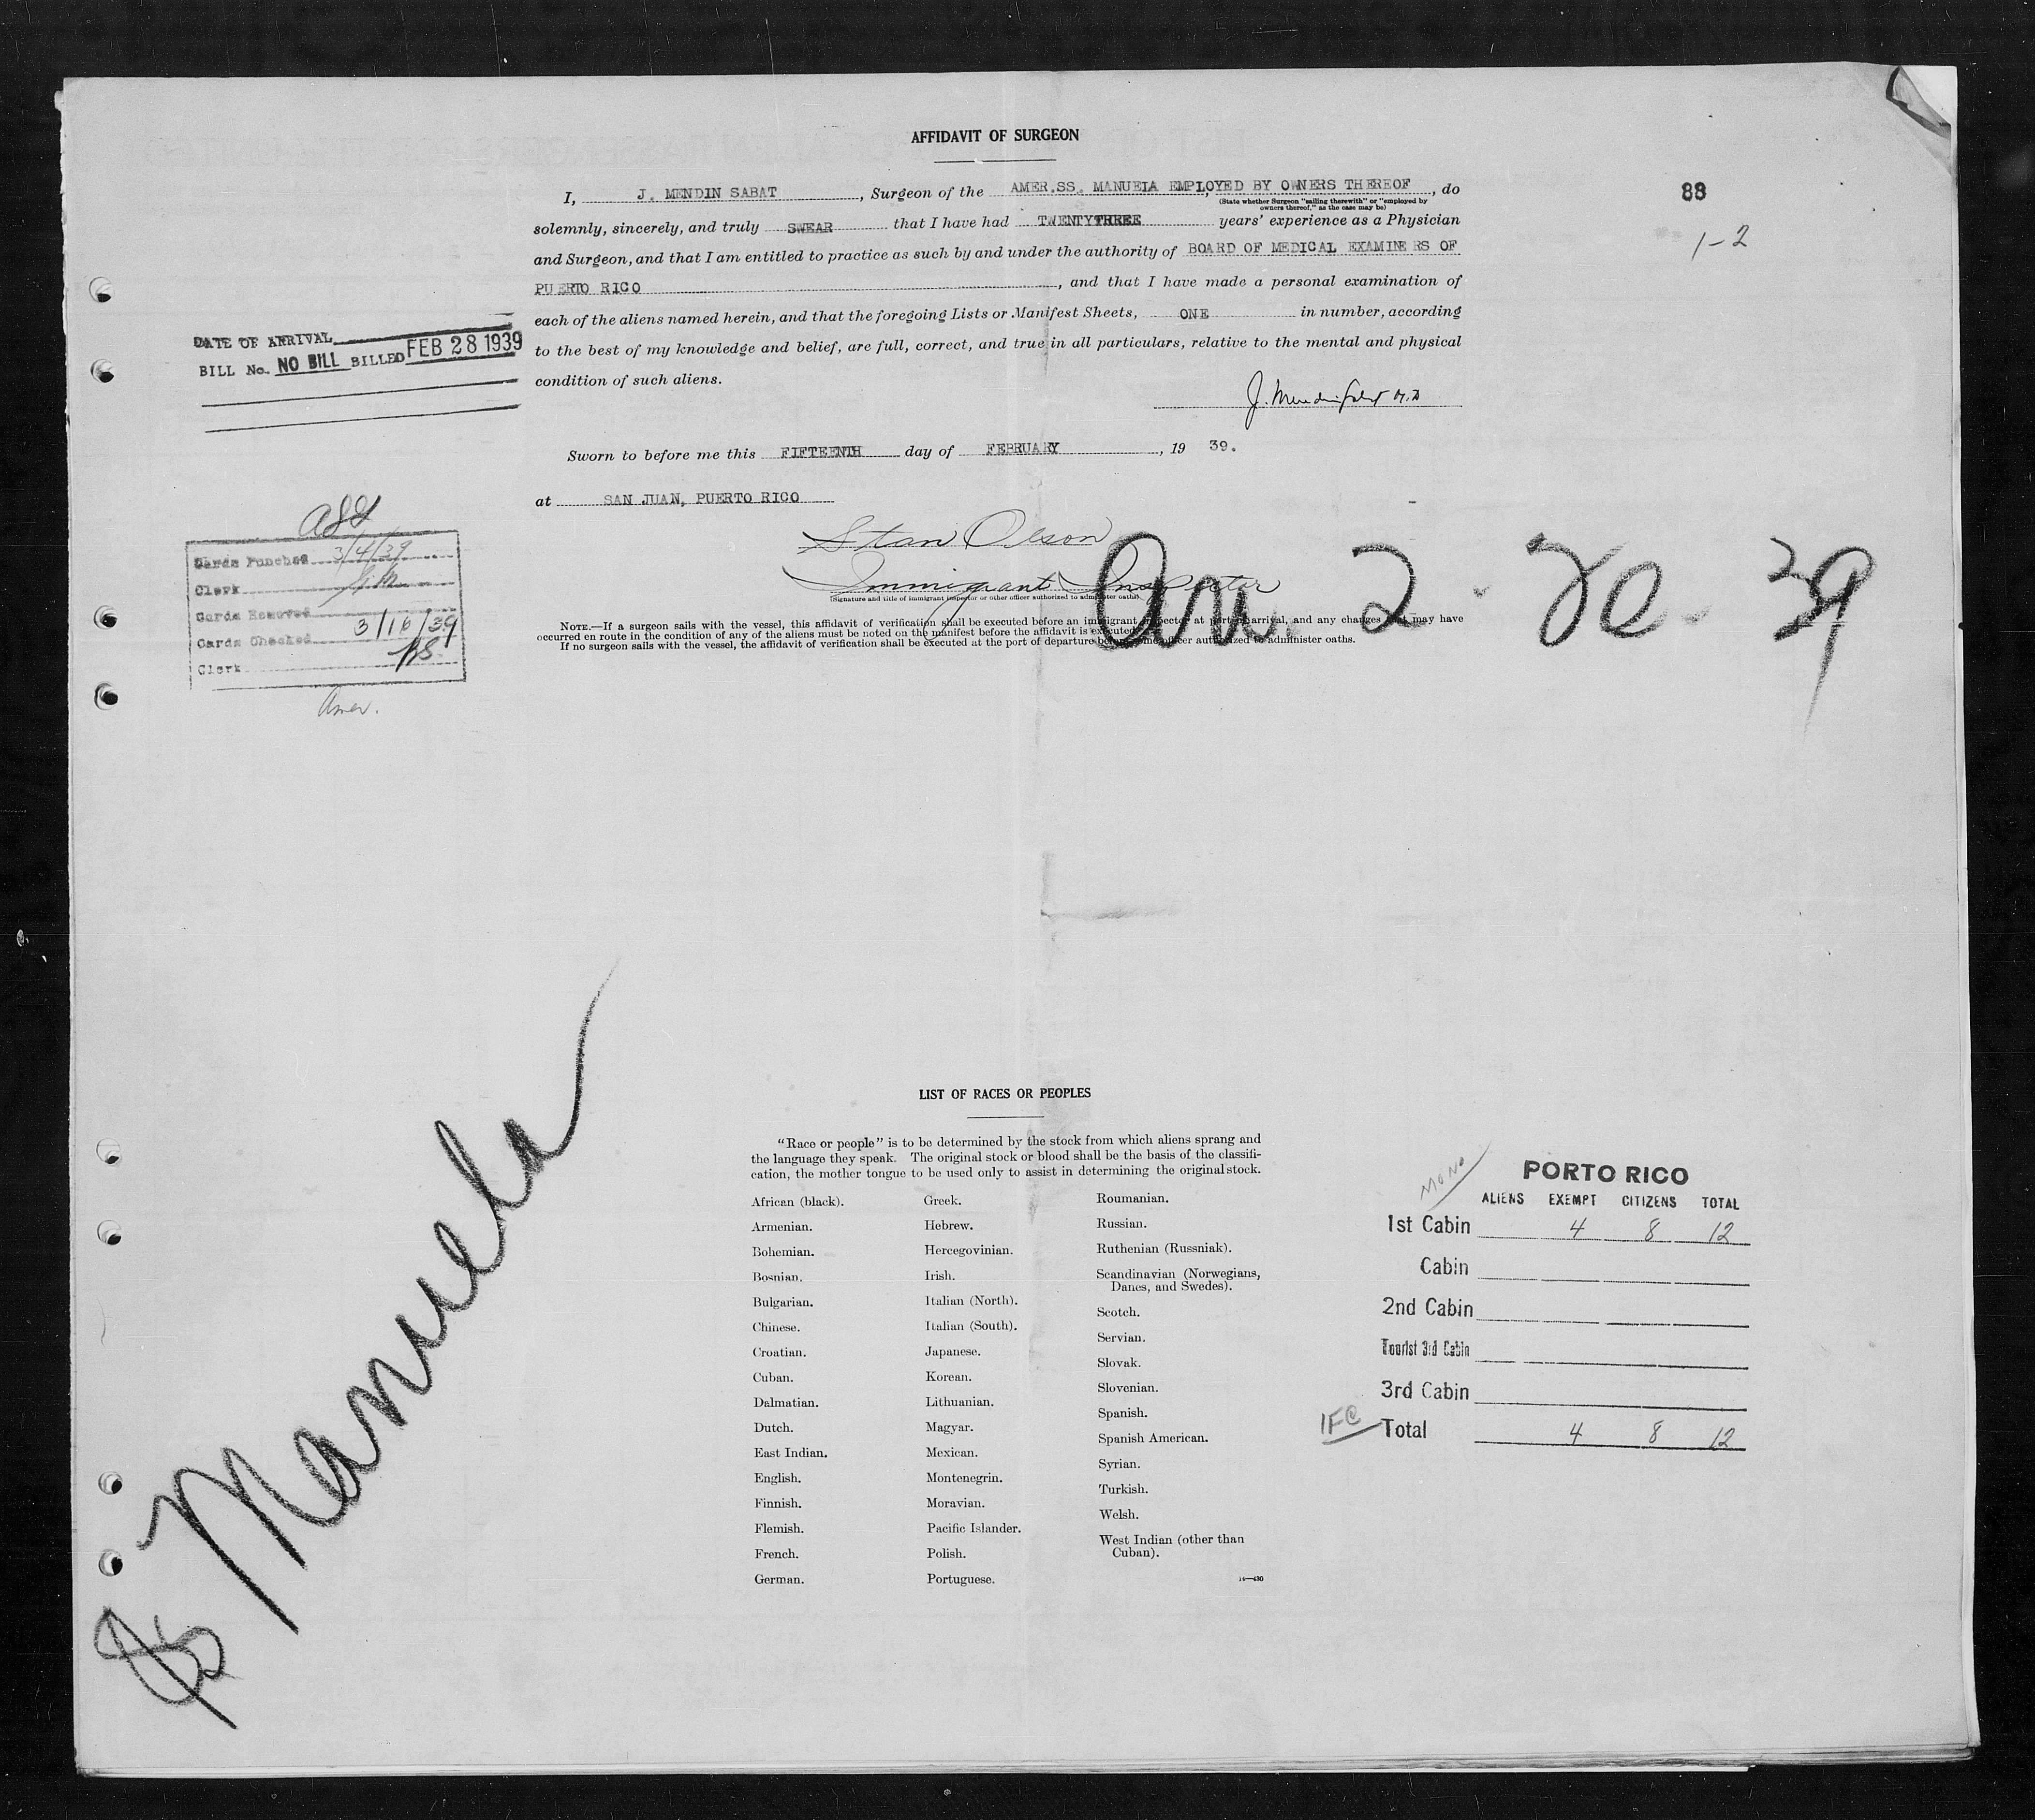 AFFIDAVIT OF SURGEON
I, J. MENDIN SABAT, Surgeon of the AMER.SS. MANUELA EMPLOYED BY OWNERS THEREOF, do
(State whether Surgeon "sailing therewith" or "employed by
owners thereof," as the case may be)
88
1-2
solemnly, sincerely, and truly SWEAR that I have had TWENTYTHREE years' experience as a Physician
and Surgeon, and that I am entitled to practice as such by and under the authority of BOARD OF MEDICAL EXAMINERS OF
PUERTO RICO, and that I have made a personal examination of
each of the aliens named herein, and that the foregoing Lists or Manifest Sheets, ONE in number, according
to the best of my knowledge and belief, are full, correct, and true in all particulars, relative to the mental and physical
condition of such aliens.
DATE OF ARRIVAL
BILL No. NO BILL BILLED FEB 28 1939
J. Mendin Sabat M.D
Sworn to before me this FIFTEENTH day of FEBRUARY, 19 39.
at SAN JUAN, PUERTO RICO
Stan Olson
Immigrant Inspector
(Signature and title of immigrant inspector or other officer authorized to administer oaths)
NOTE.—If a surgeon sails with the vessel, this affidavit of verification shall be executed before an immigrant inspector at port of arrival, and any changes that may have
occurred en route in the condition of any of the aliens must be noted on the manifest before the affidavit is executed.
If no surgeon sails with the vessel, the affidavit of verification shall be executed at the port of departure before an officer authorized to administer oaths.
Cards Punched 3/4/39
Clerk
Cards Removed
Cards Checked 3/16/39
Clerk
Amer.
Arr. 2 - 20 - 39
SS Manuela
LIST OF RACES OR PEOPLES
"Race or people" is to be determined by the stock from which aliens sprang and
the language they speak. The original stock or blood shall be the basis of the classifi-
cation, the mother tongue to be used only to assist in determining the original stock.
African (black).
Armenian.
Bohemian.
Bosnian.
Bulgarian.
Chinese.
Croatian.
Cuban.
Dalmatian.
Dutch.
East Indian.
English.
Finnish.
Flemish.
French.
German.
Greek.
Hebrew.
Hercegovinian.
Irish.
Italian (North).
Italian (South).
Japanese.
Korean.
Lithuanian.
Magyar.
Mexican.
Montenegrin.
Moravian.
Pacific Islander.
Polish.
Portuguese.
Roumanian.
Russian.
Ruthenian (Russniak).
Scandinavian (Norwegians,
Danes, and Swedes).
Scotch.
Servian.
Slovak.
Slovenian.
Spanish.
Spanish American.
Syrian.
Turkish.
Welsh.
West Indian (other than
Cuban).
14—430
MONO
PORTO RICO
ALIENS EXEMPT CITIZENS TOTAL
1st Cabin 4 8 12
Cabin
2nd Cabin
Tourist 3rd Cabin
3rd Cabin
IFC
Total 4 8 12